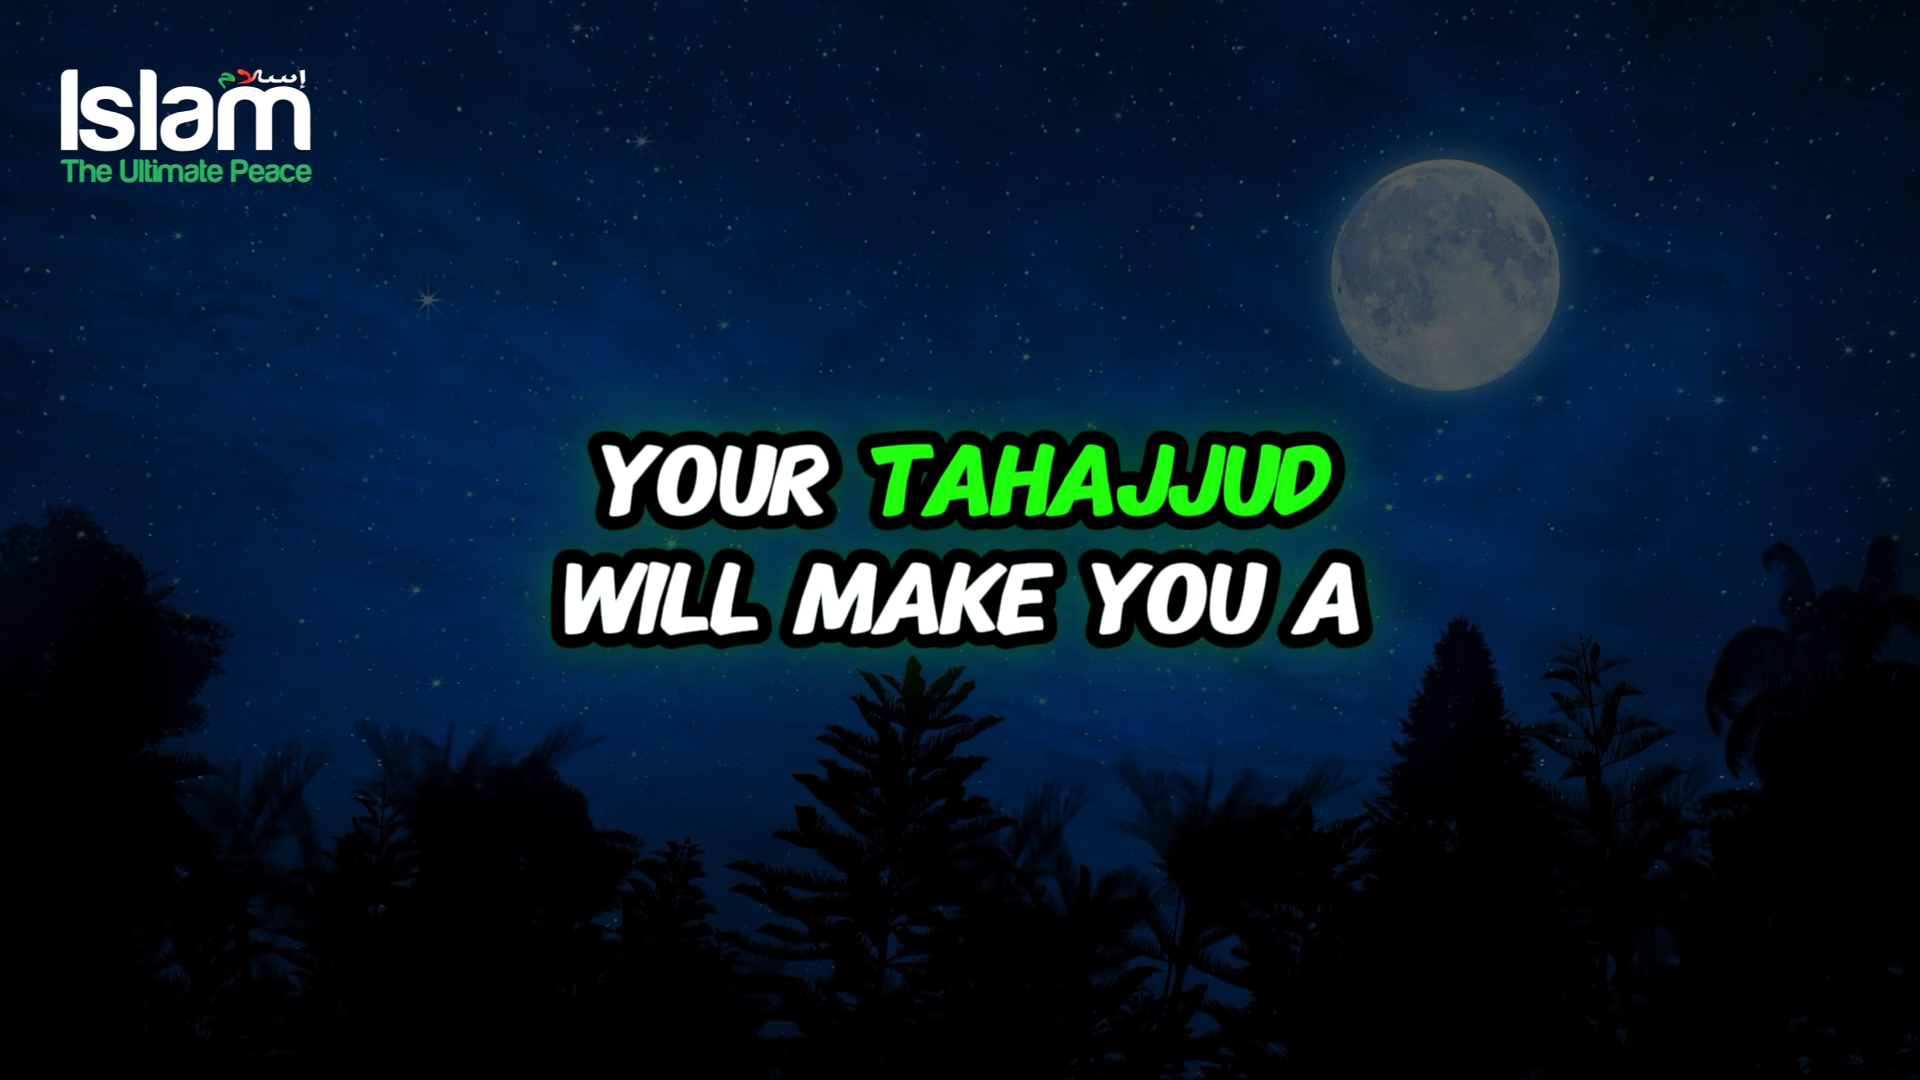 إسلام
Islam
The Ultimate Peace
YOUR TAHAJJUD
WILL MAKE YOU A